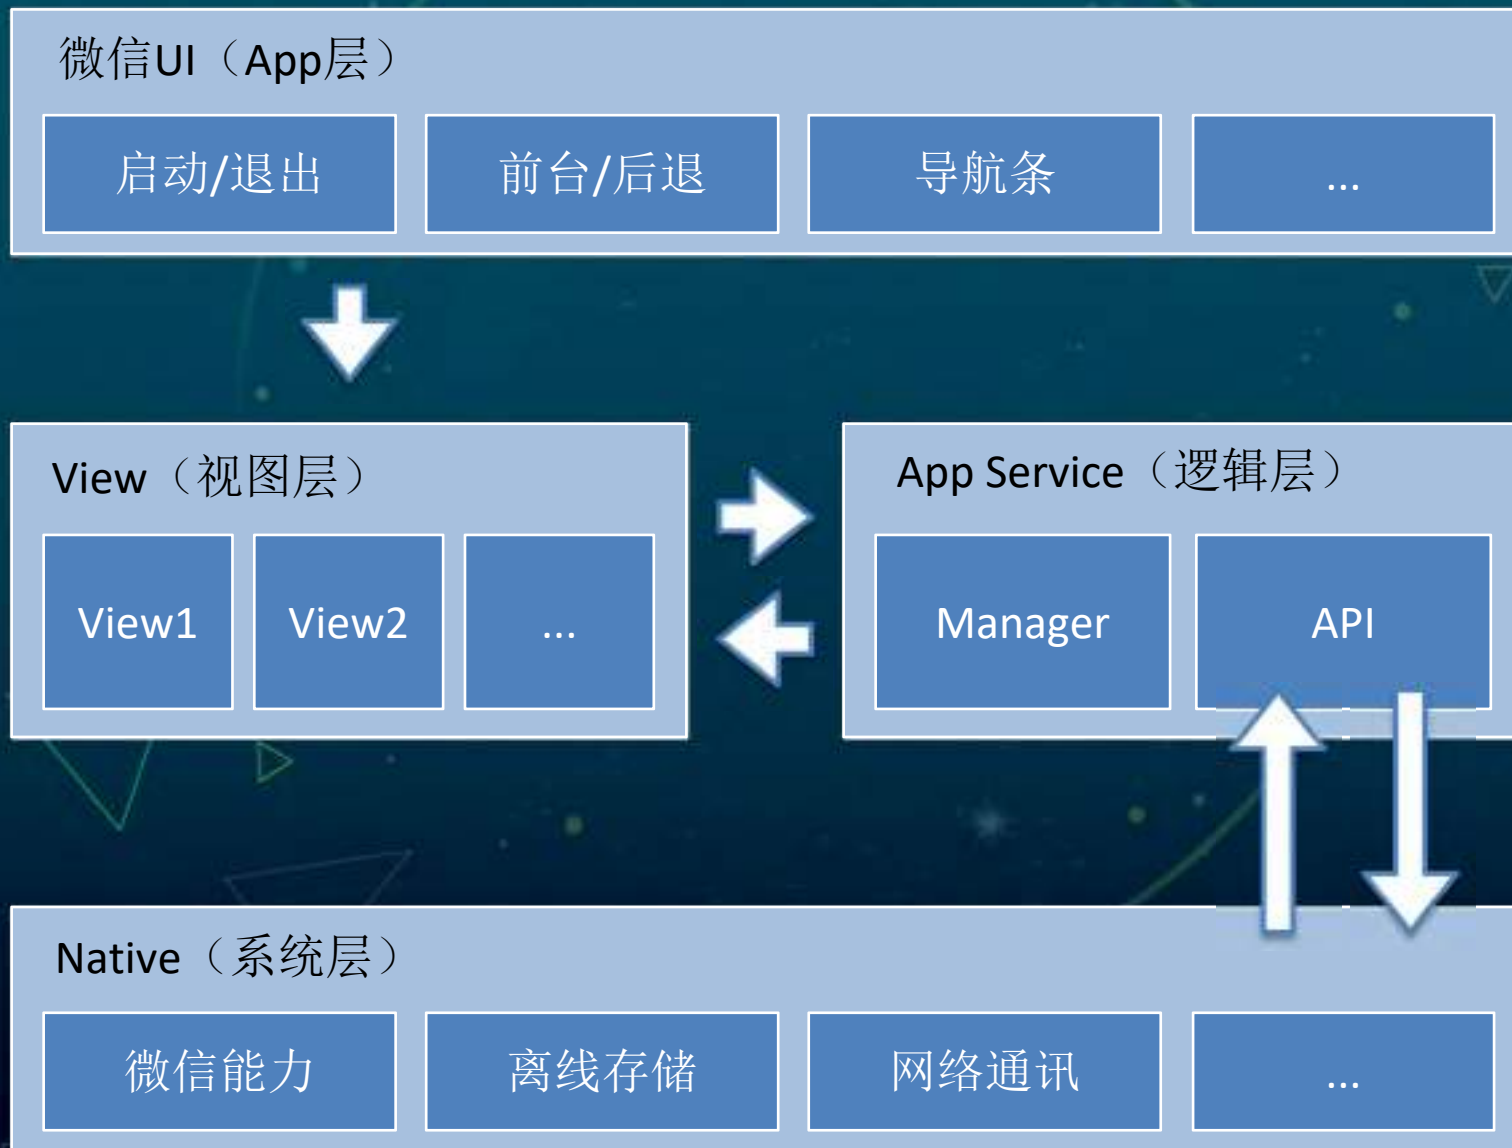 微信UI（App层）
启动/退出
前台/后退
导航条
...
View（视图层）
View1
View2
...
App Service（逻辑层）
Manager
API
Native（系统层）
微信能力
离线存储
网络通讯
...